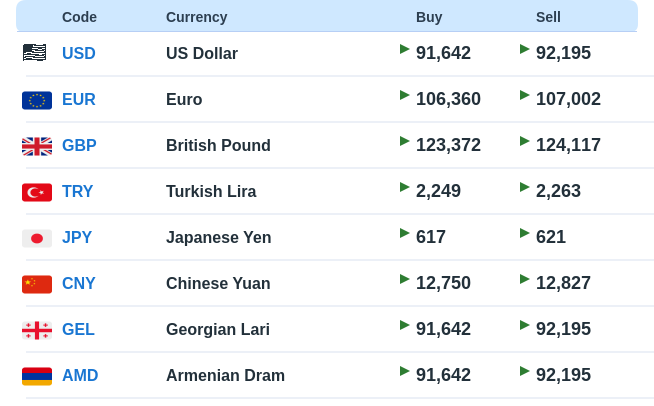 Code Currency Buy Sell
USD US Dollar 91,642 92,195
EUR Euro 106,360 107,002
GBP British Pound 123,372 124,117
TRY Turkish Lira 2,249 2,263
JPY Japanese Yen 617 621
CNY Chinese Yuan 12,750 12,827
GEL Georgian Lari 91,642 92,195
AMD Armenian Dram 91,642 92,195